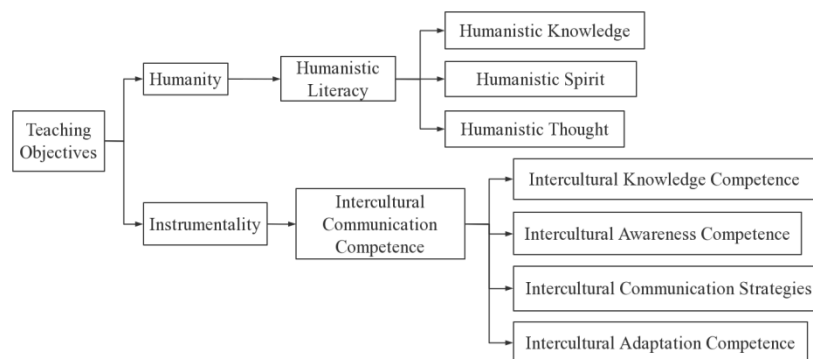 Teaching
Objectives
Humanity
Humanistic
Literacy
Humanistic Knowledge
Humanistic Spirit
Humanistic Thought
Instrumentality
Intercultural
Communication
Competence
Intercultural Knowledge Competence
Intercultural Awareness Competence
Intercultural Communication Strategies
Intercultural Adaptation Competence